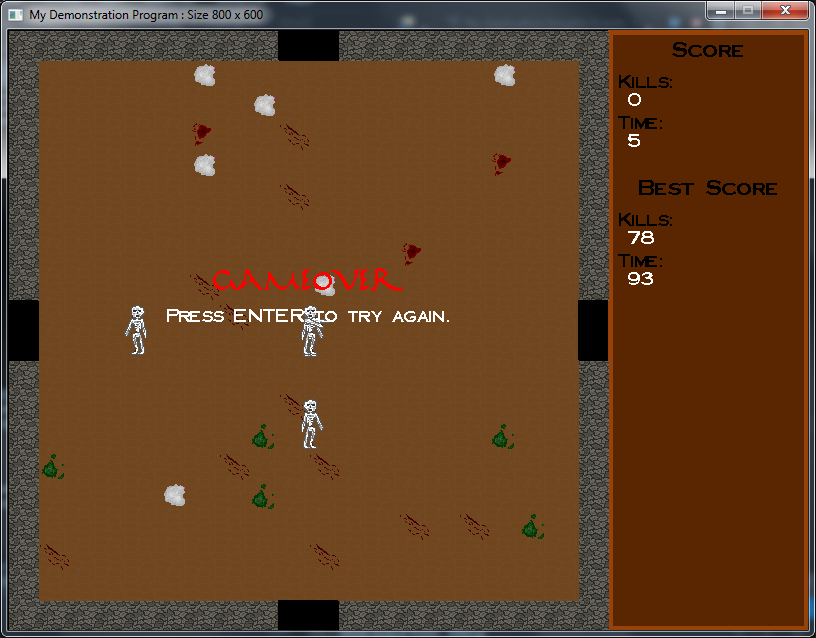 My Demonstration Program : Size 800 x 600
Score
Kills:
0
Time:
5
Best Score
Kills:
78
Time:
93
GAMEOVER
Press ENTER to try again.